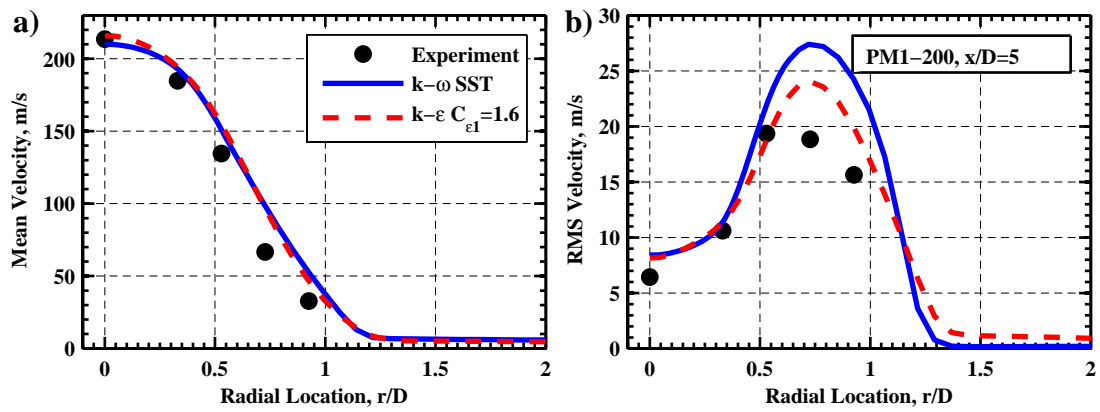 a)
Mean Velocity, m/s
200
150
100
50
0
Experiment
k−ω SST
k−ε C_ε1=1.6
0 0.5 1 1.5 2
Radial Location, r/D
b)
RMS Velocity, m/s
30
25
20
15
10
5
0
PM1−200, x/D=5
0 0.5 1 1.5 2
Radial Location, r/D